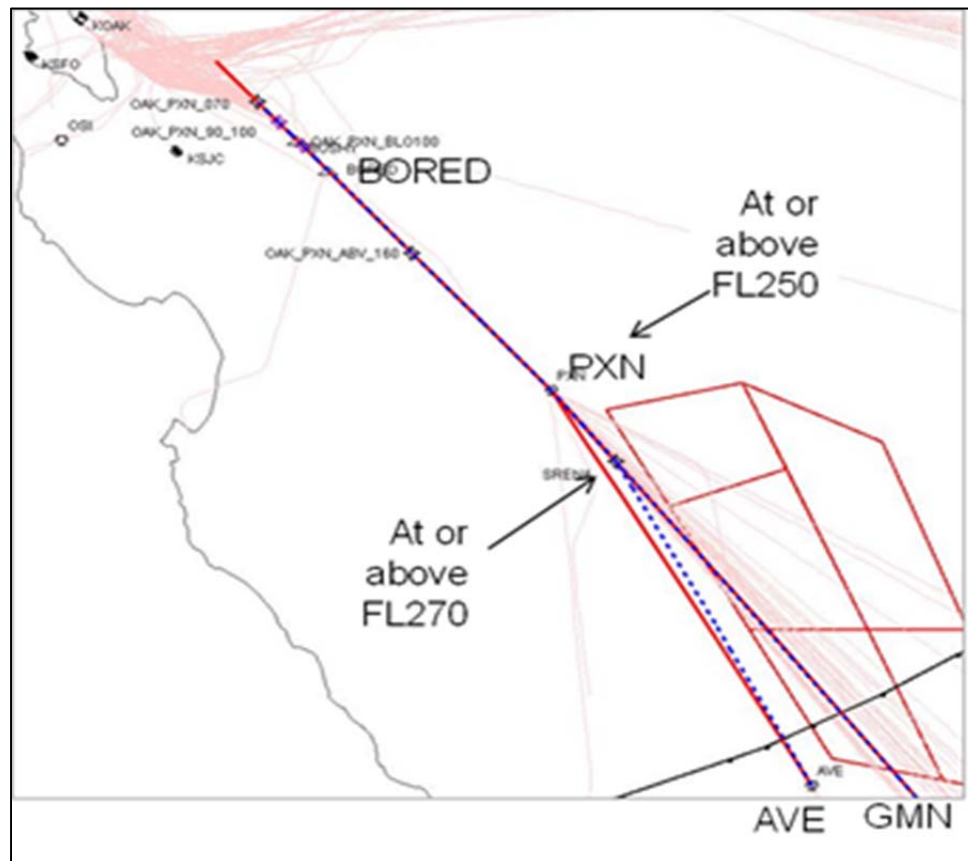 KOAK
KSFO
OAK_PXN_070
OSI
OAK_PXN_90_100
OAK_PXN_BLO100
KSJC
BORED
At or
above
FL250
OAK_PXN_ABV_160
PXN
PXN
At or
above
FL270
AVE
AVE
GMN